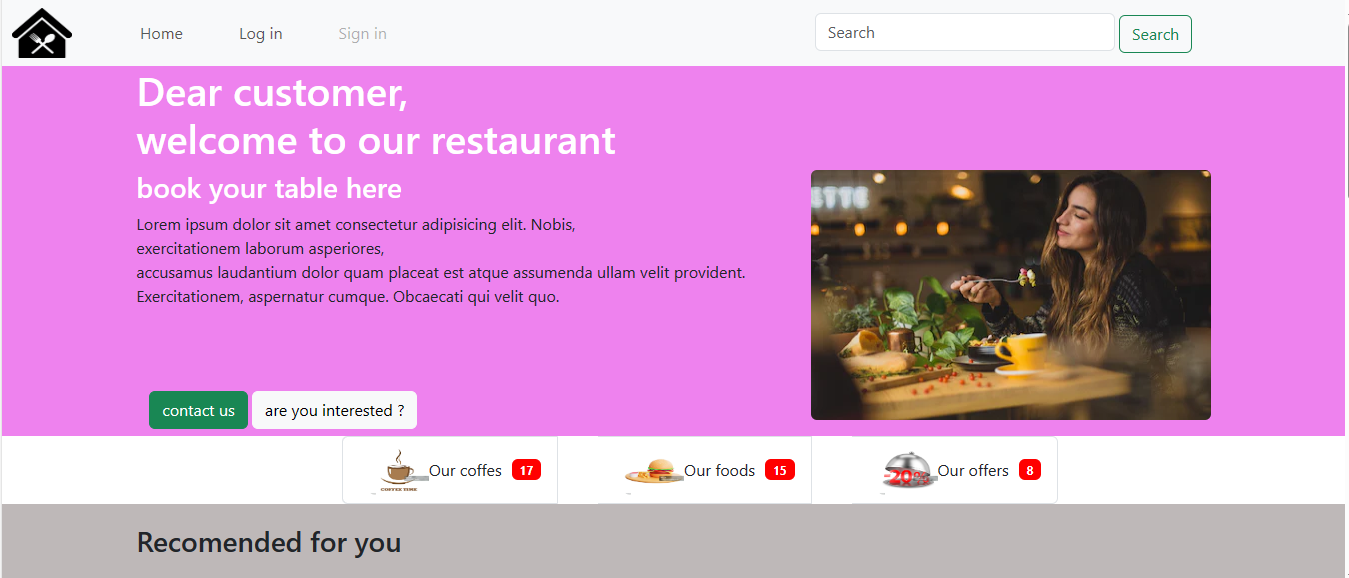 Home
Log in
Sign in
Search
Search
Dear customer,
welcome to our restaurant
book your table here
Lorem ipsum dolor sit amet consectetur adipisicing elit. Nobis,
exercitationem laborum asperiores,
accusamus laudantium dolor quam placeat est atque assumenda ullam velit provident.
Exercitationem, aspernatur cumque. Obcaecati qui velit quo.
ETTE
contact us
are you interested ?
COFFEE TIME
Our coffes 17
Our foods 15
-20%
Our offers 8
Recomended for you